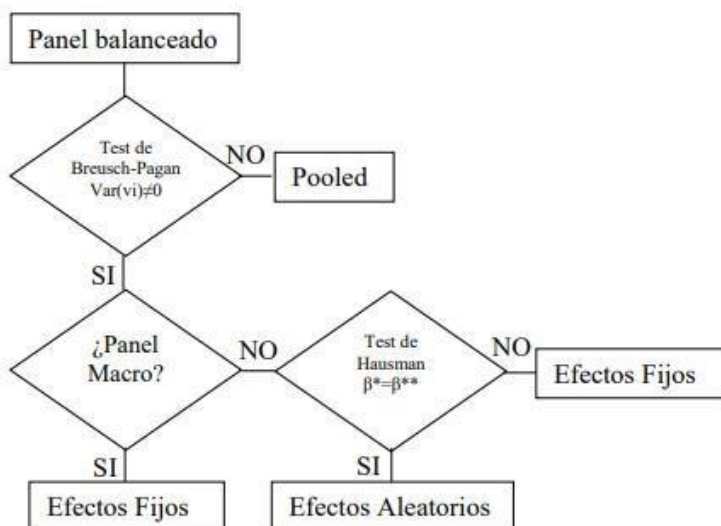 Panel balanceado
Test de
Breusch-Pagan
Var(vi)≠0
NO
Pooled
SI
¿Panel
Macro?
NO
Test de
Hausman
β*=β**
NO
Efectos Fijos
SI
SI
Efectos Fijos
Efectos Aleatorios